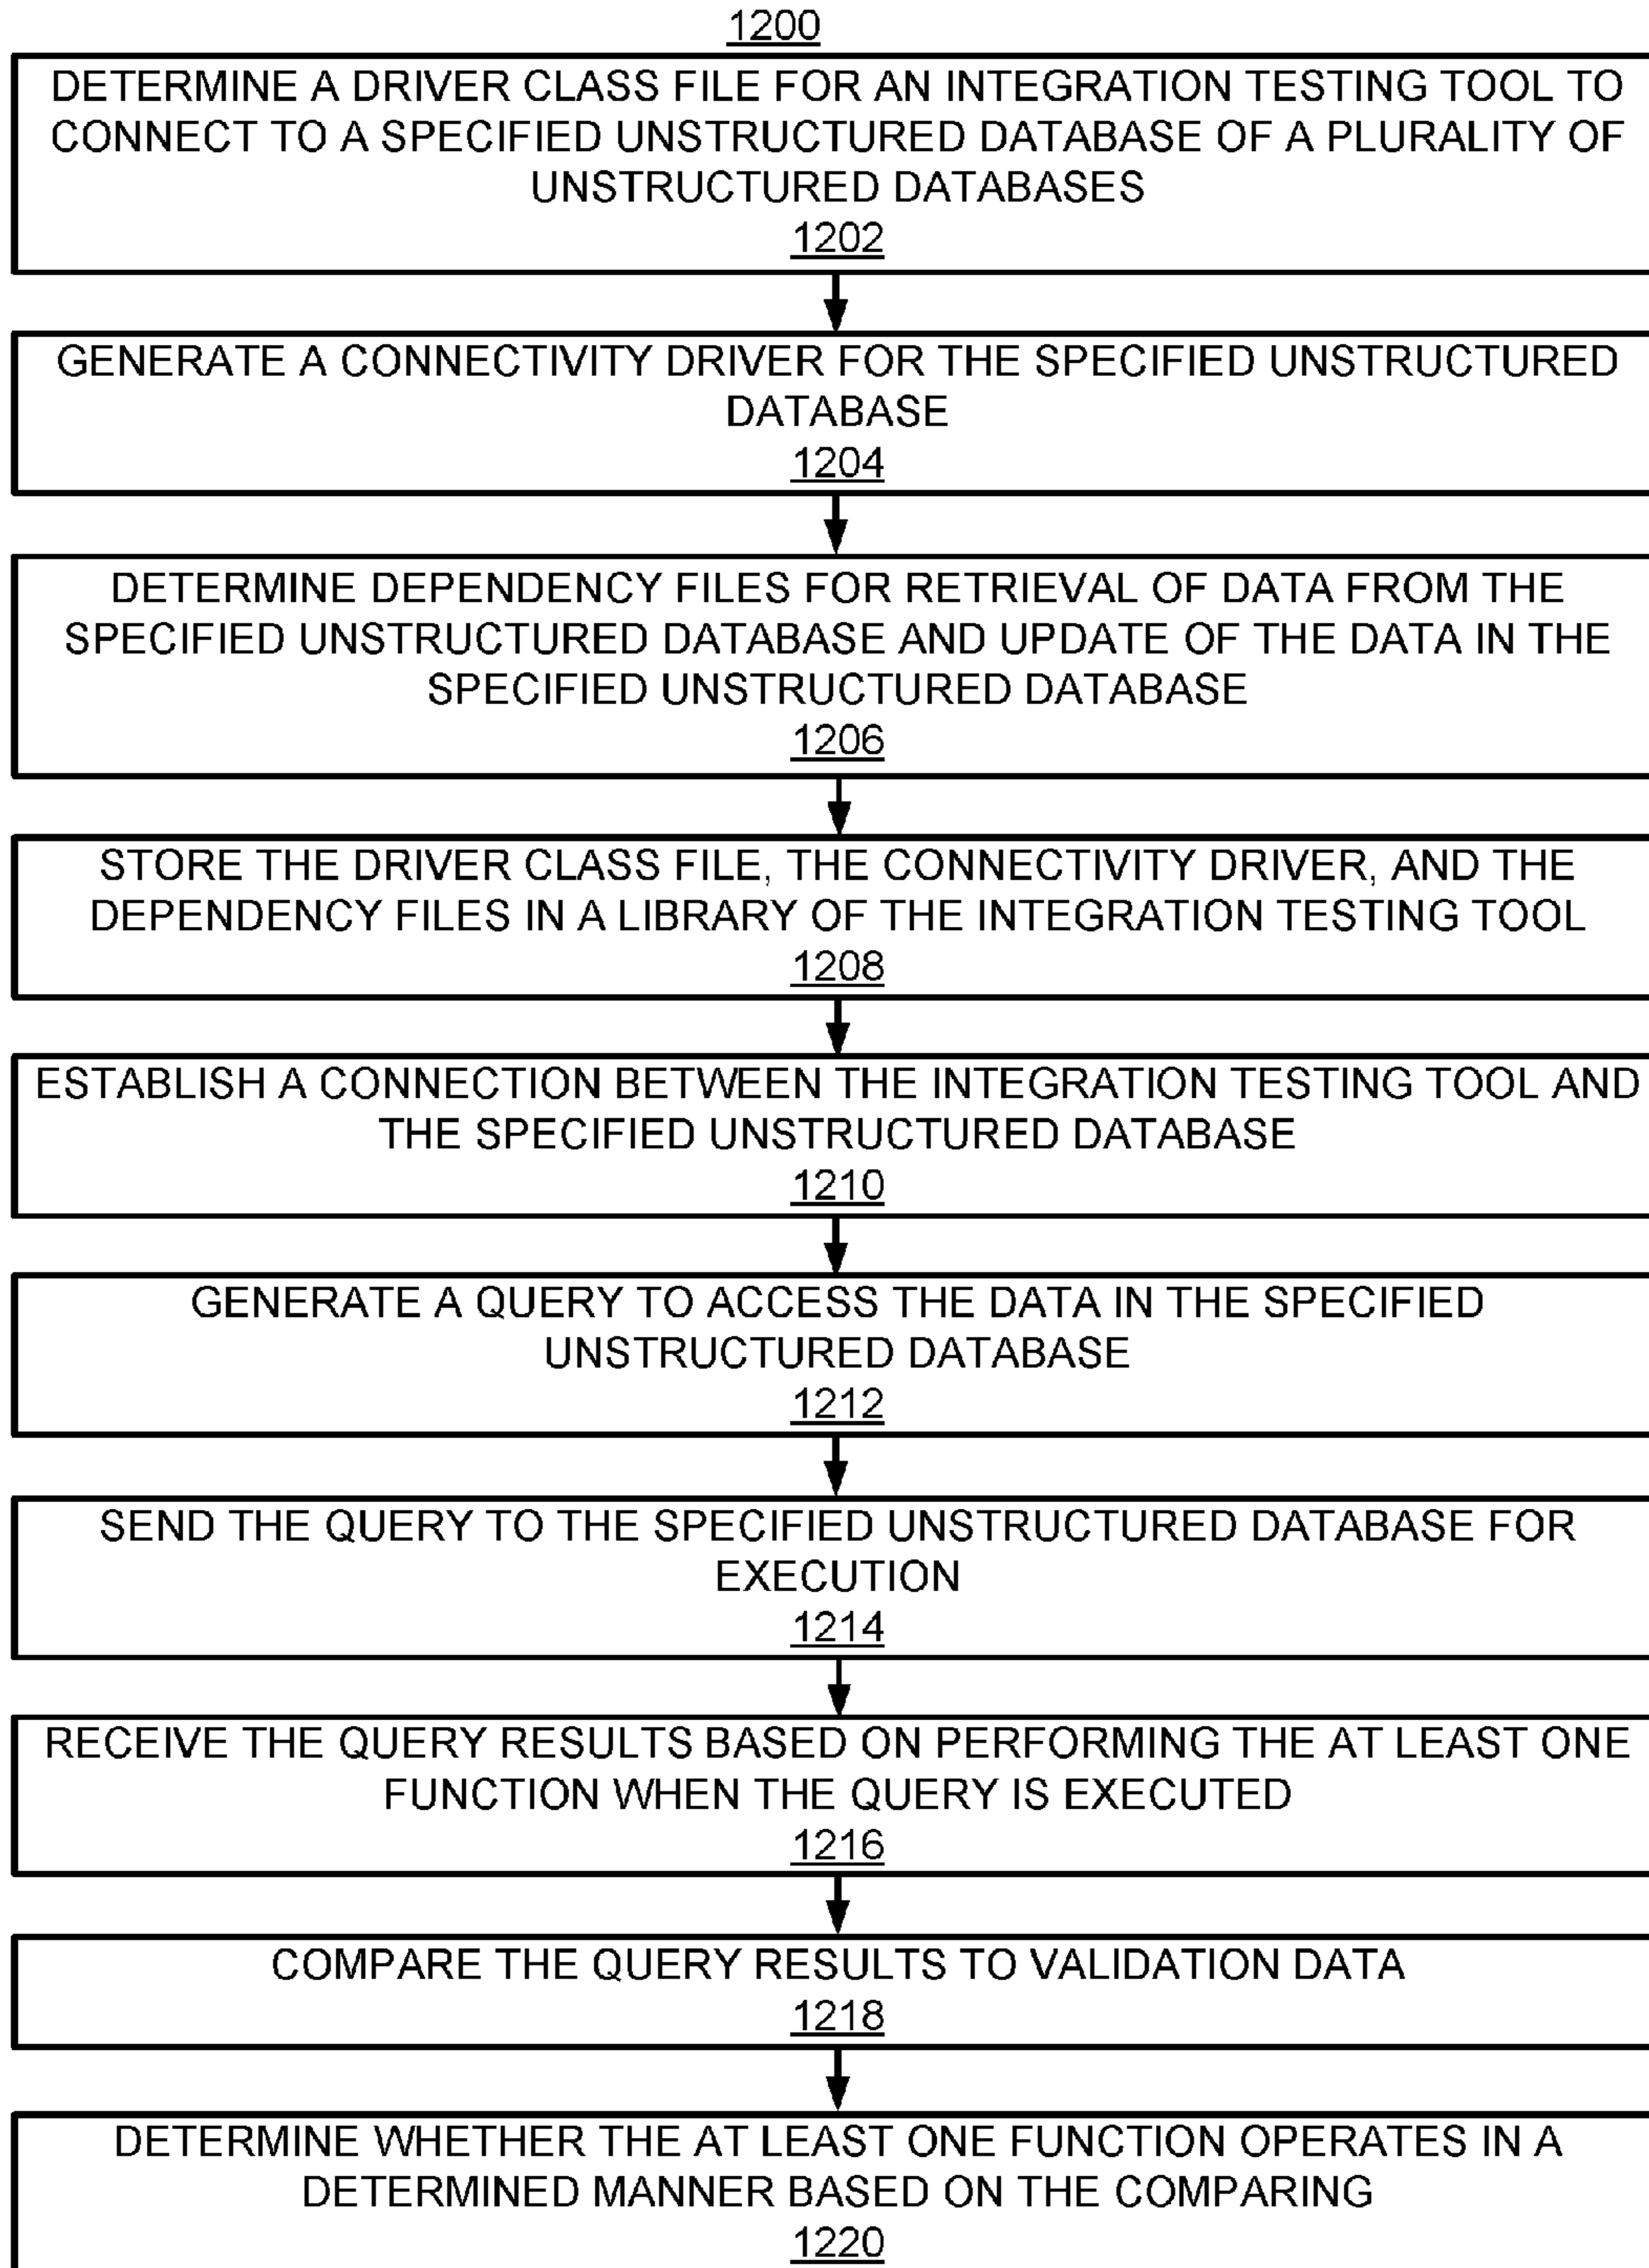 1200
DETERMINE A DRIVER CLASS FILE FOR AN INTEGRATION TESTING TOOL TO
CONNECT TO A SPECIFIED UNSTRUCTURED DATABASE OF A PLURALITY OF
UNSTRUCTURED DATABASES
1202
GENERATE A CONNECTIVITY DRIVER FOR THE SPECIFIED UNSTRUCTURED
DATABASE
1204
DETERMINE DEPENDENCY FILES FOR RETRIEVAL OF DATA FROM THE
SPECIFIED UNSTRUCTURED DATABASE AND UPDATE OF THE DATA IN THE
SPECIFIED UNSTRUCTURED DATABASE
1206
STORE THE DRIVER CLASS FILE, THE CONNECTIVITY DRIVER, AND THE
DEPENDENCY FILES IN A LIBRARY OF THE INTEGRATION TESTING TOOL
1208
ESTABLISH A CONNECTION BETWEEN THE INTEGRATION TESTING TOOL AND
THE SPECIFIED UNSTRUCTURED DATABASE
1210
GENERATE A QUERY TO ACCESS THE DATA IN THE SPECIFIED
UNSTRUCTURED DATABASE
1212
SEND THE QUERY TO THE SPECIFIED UNSTRUCTURED DATABASE FOR
EXECUTION
1214
RECEIVE THE QUERY RESULTS BASED ON PERFORMING THE AT LEAST ONE
FUNCTION WHEN THE QUERY IS EXECUTED
1216
COMPARE THE QUERY RESULTS TO VALIDATION DATA
1218
DETERMINE WHETHER THE AT LEAST ONE FUNCTION OPERATES IN A
DETERMINED MANNER BASED ON THE COMPARING
1220